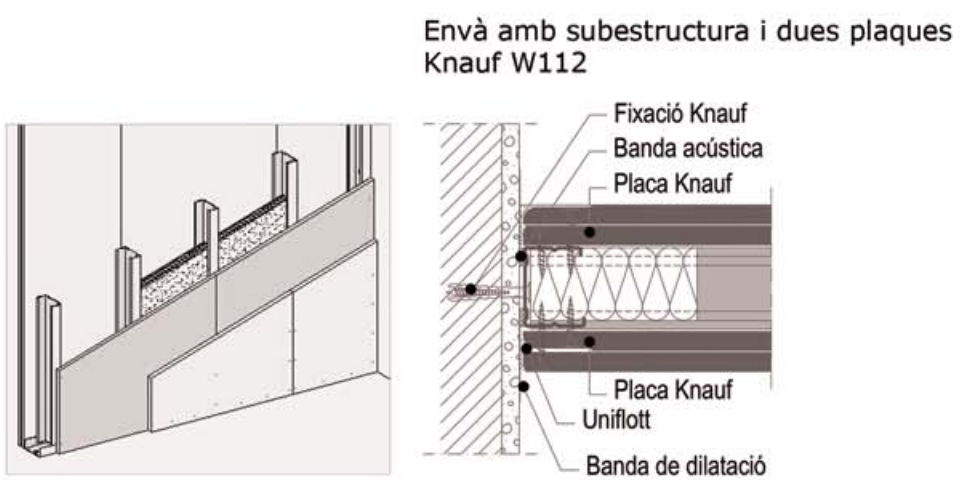 Envà amb subestructura i dues plaques
Knauf W112
Fixació Knauf
Banda acústica
Placa Knauf
Placa Knauf
Uniflott
Banda de dilatació